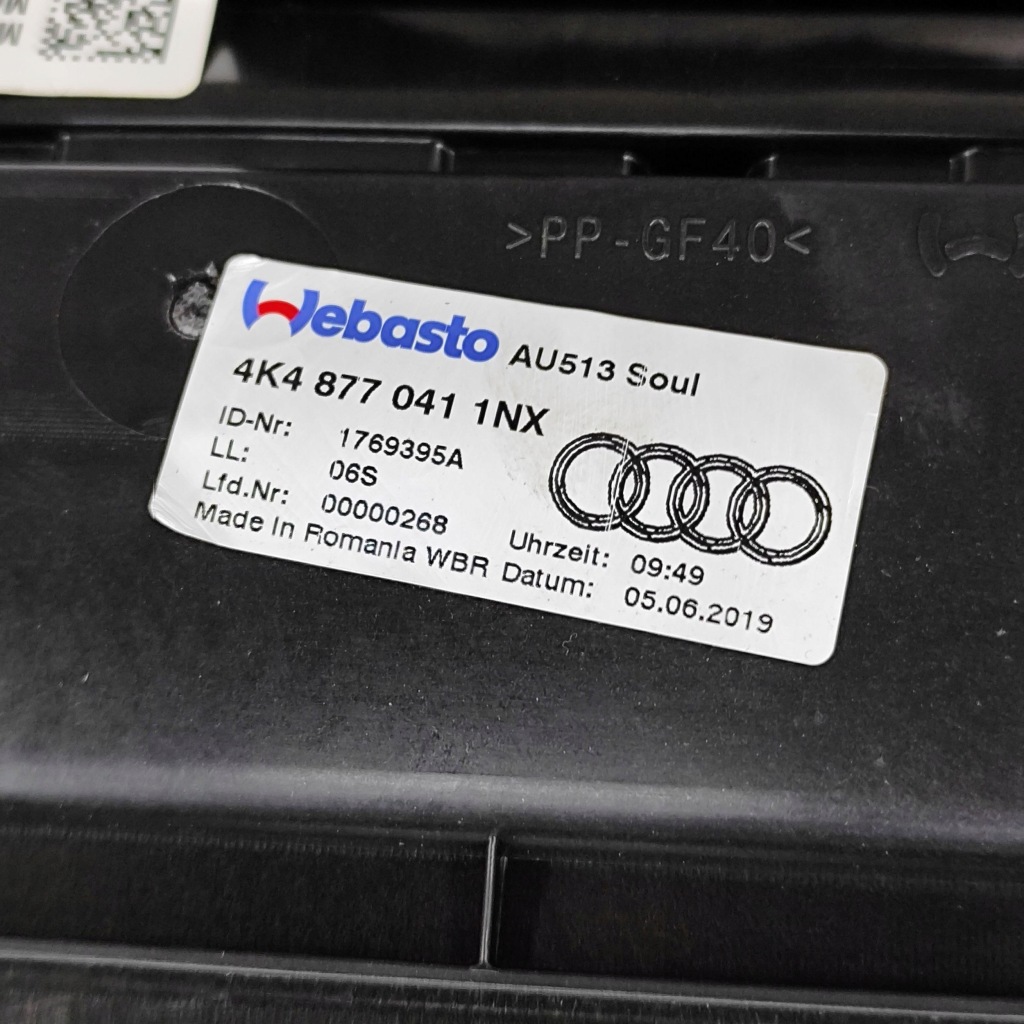 >PP-GF40<
Webasto AU513 Soul
4K4 877 041 1NX
ID-Nr: 1769395A
LL: 06S
Lfd.Nr: 00000268
Uhrzeit: 09:49
Made in Romania WBR Datum: 05.06.2019